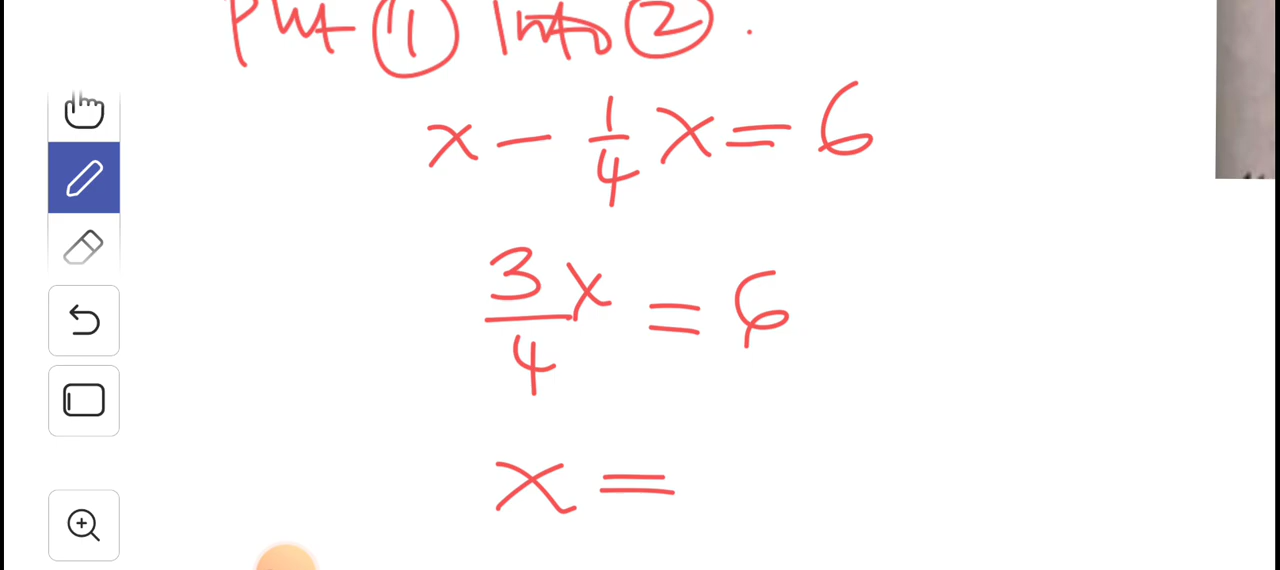 Put ① into ②.
x - 1/4 x = 6
3x/4 = 6
x =